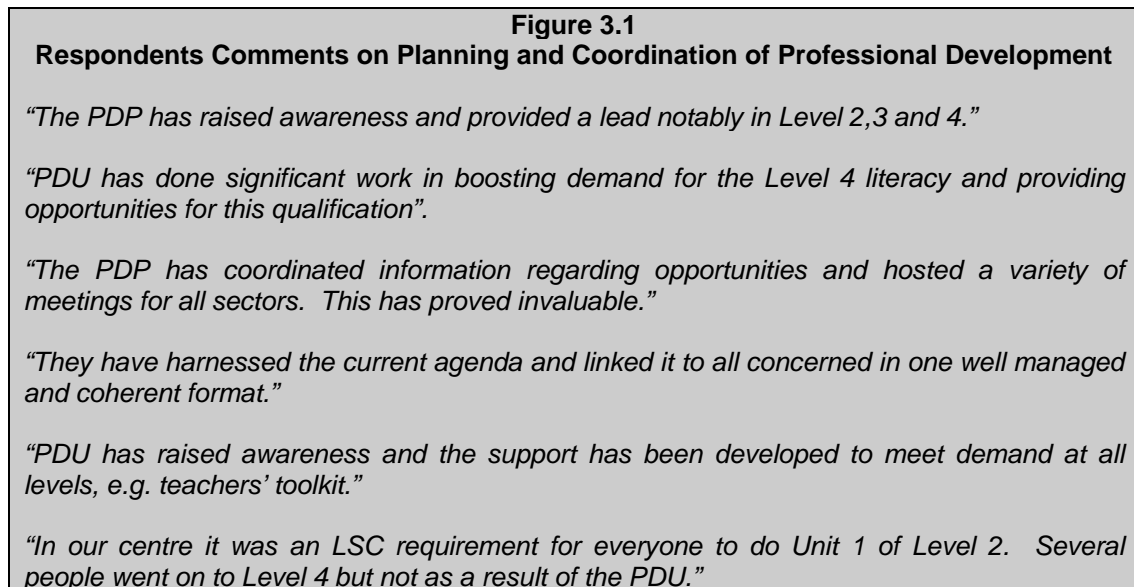 Figure 3.1
Respondents Comments on Planning and Coordination of Professional Development
“The PDP has raised awareness and provided a lead notably in Level 2,3 and 4.”
“PDU has done significant work in boosting demand for the Level 4 literacy and providing
opportunities for this qualification”.
“The PDP has coordinated information regarding opportunities and hosted a variety of
meetings for all sectors.  This has proved invaluable.”
“They have harnessed the current agenda and linked it to all concerned in one well managed
and coherent format.”
“PDU has raised awareness and the support has been developed to meet demand at all
levels, e.g. teachers’ toolkit.”
“In our centre it was an LSC requirement for everyone to do Unit 1 of Level 2.  Several
people went on to Level 4 but not as a result of the PDU.”